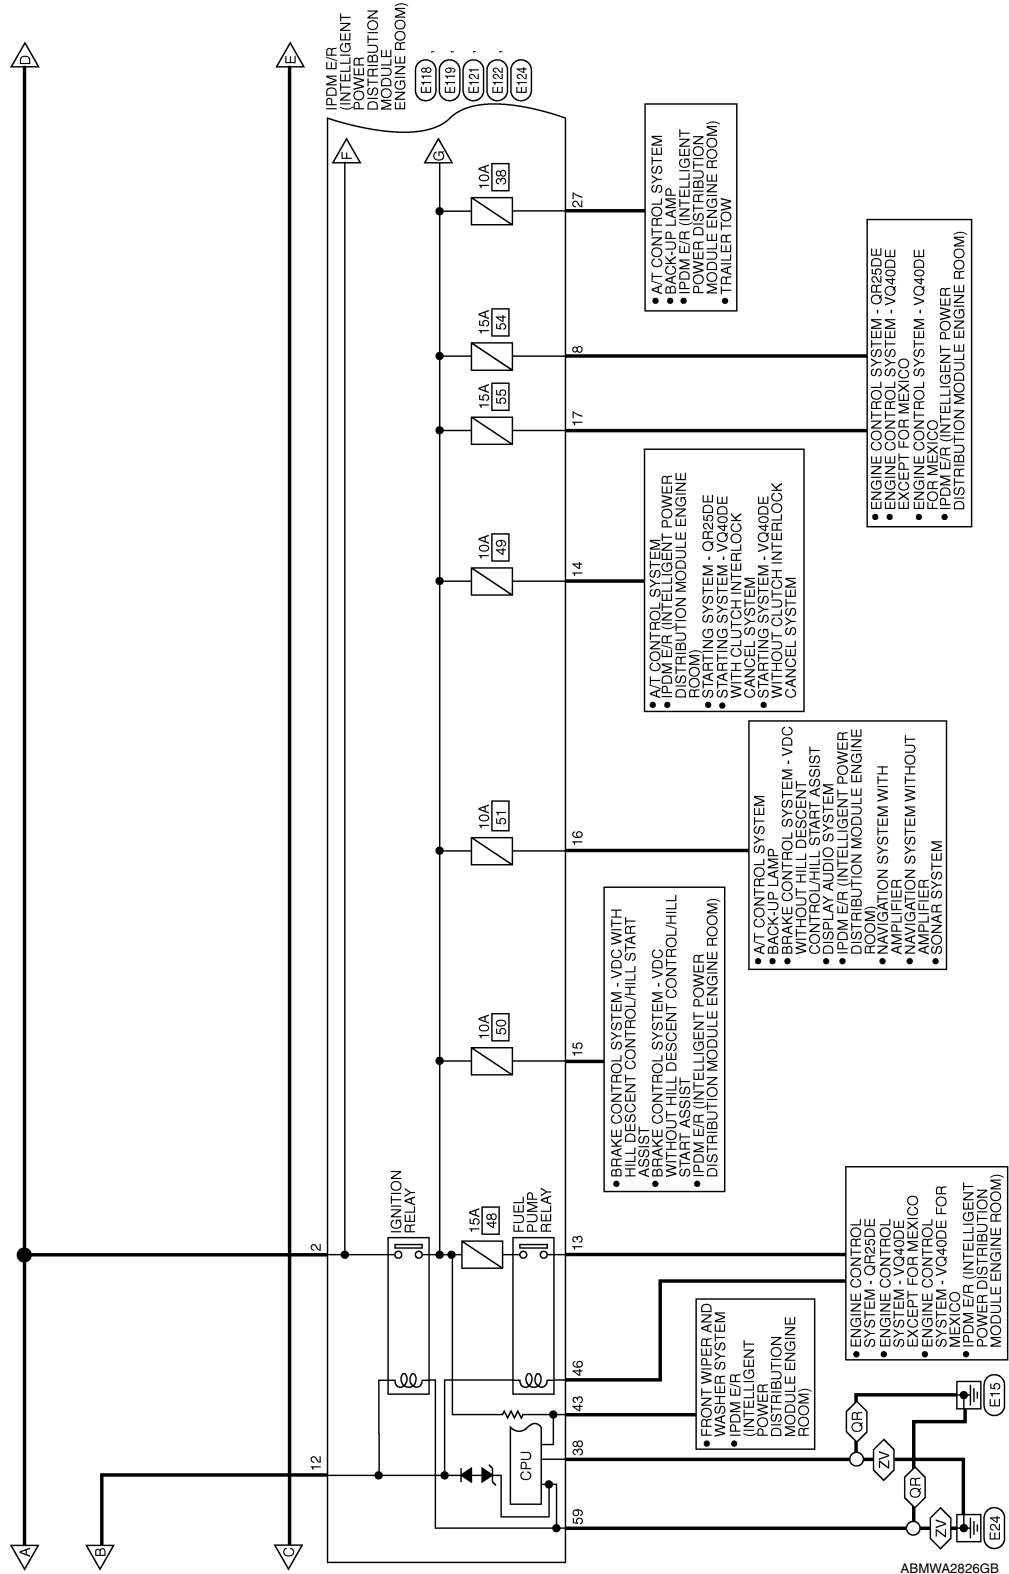 D
E
IPDM E/R
(INTELLIGENT
POWER
DISTRIBUTION
MODULE
ENGINE ROOM)
E118 ,
E119 ,
E121 ,
E122 ,
E124
F
G
10A
38
27
• A/T CONTROL SYSTEM
• BACK-UP LAMP
• IPDM E/R (INTELLIGENT
POWER DISTRIBUTION
MODULE ENGINE ROOM)
• TRAILER TOW
15A
54
8
15A
55
17
• ENGINE CONTROL SYSTEM - QR25DE
• ENGINE CONTROL SYSTEM - VQ40DE
EXCEPT FOR MEXICO
• ENGINE CONTROL SYSTEM - VQ40DE
FOR MEXICO
• IPDM E/R (INTELLIGENT POWER
DISTRIBUTION MODULE ENGINE ROOM)
10A
49
14
• A/T CONTROL SYSTEM
• IPDM E/R (INTELLIGENT POWER
DISTRIBUTION MODULE ENGINE
ROOM)
• STARTING SYSTEM - QR25DE
• STARTING SYSTEM - VQ40DE
WITH CLUTCH INTERLOCK
CANCEL SYSTEM
• STARTING SYSTEM - VQ40DE
WITHOUT CLUTCH INTERLOCK
CANCEL SYSTEM
10A
51
16
• A/T CONTROL SYSTEM
• BACK-UP LAMP
• BRAKE CONTROL SYSTEM - VDC
WITHOUT HILL DESCENT
CONTROL/HILL START ASSIST
• DISPLAY AUDIO SYSTEM
• IPDM E/R (INTELLIGENT POWER
DISTRIBUTION MODULE ENGINE
ROOM)
• NAVIGATION SYSTEM WITH
AMPLIFIER
• NAVIGATION SYSTEM WITHOUT
AMPLIFIER
• SONAR SYSTEM
10A
50
15
• BRAKE CONTROL SYSTEM - VDC WITH
HILL DESCENT CONTROL/HILL START
ASSIST
• BRAKE CONTROL SYSTEM - VDC
WITHOUT HILL DESCENT CONTROL/HILL
START ASSIST
• IPDM E/R (INTELLIGENT POWER
DISTRIBUTION MODULE ENGINE ROOM)
2
IGNITION
RELAY
15A
48
FUEL
PUMP
RELAY
13
46
• ENGINE CONTROL
SYSTEM - QR25DE
• ENGINE CONTROL
SYSTEM - VQ40DE
EXCEPT FOR MEXICO
• ENGINE CONTROL
SYSTEM - VQ40DE FOR
MEXICO
• IPDM E/R (INTELLIGENT
POWER DISTRIBUTION
MODULE ENGINE ROOM)
43
• FRONT WIPER AND
WASHER SYSTEM
• IPDM E/R
(INTELLIGENT
POWER
DISTRIBUTION
MODULE ENGINE
ROOM)
12
CPU
38
59
QR
ZV
E15
QR
ZV
E24
A
B
C
ABMWA2826GB